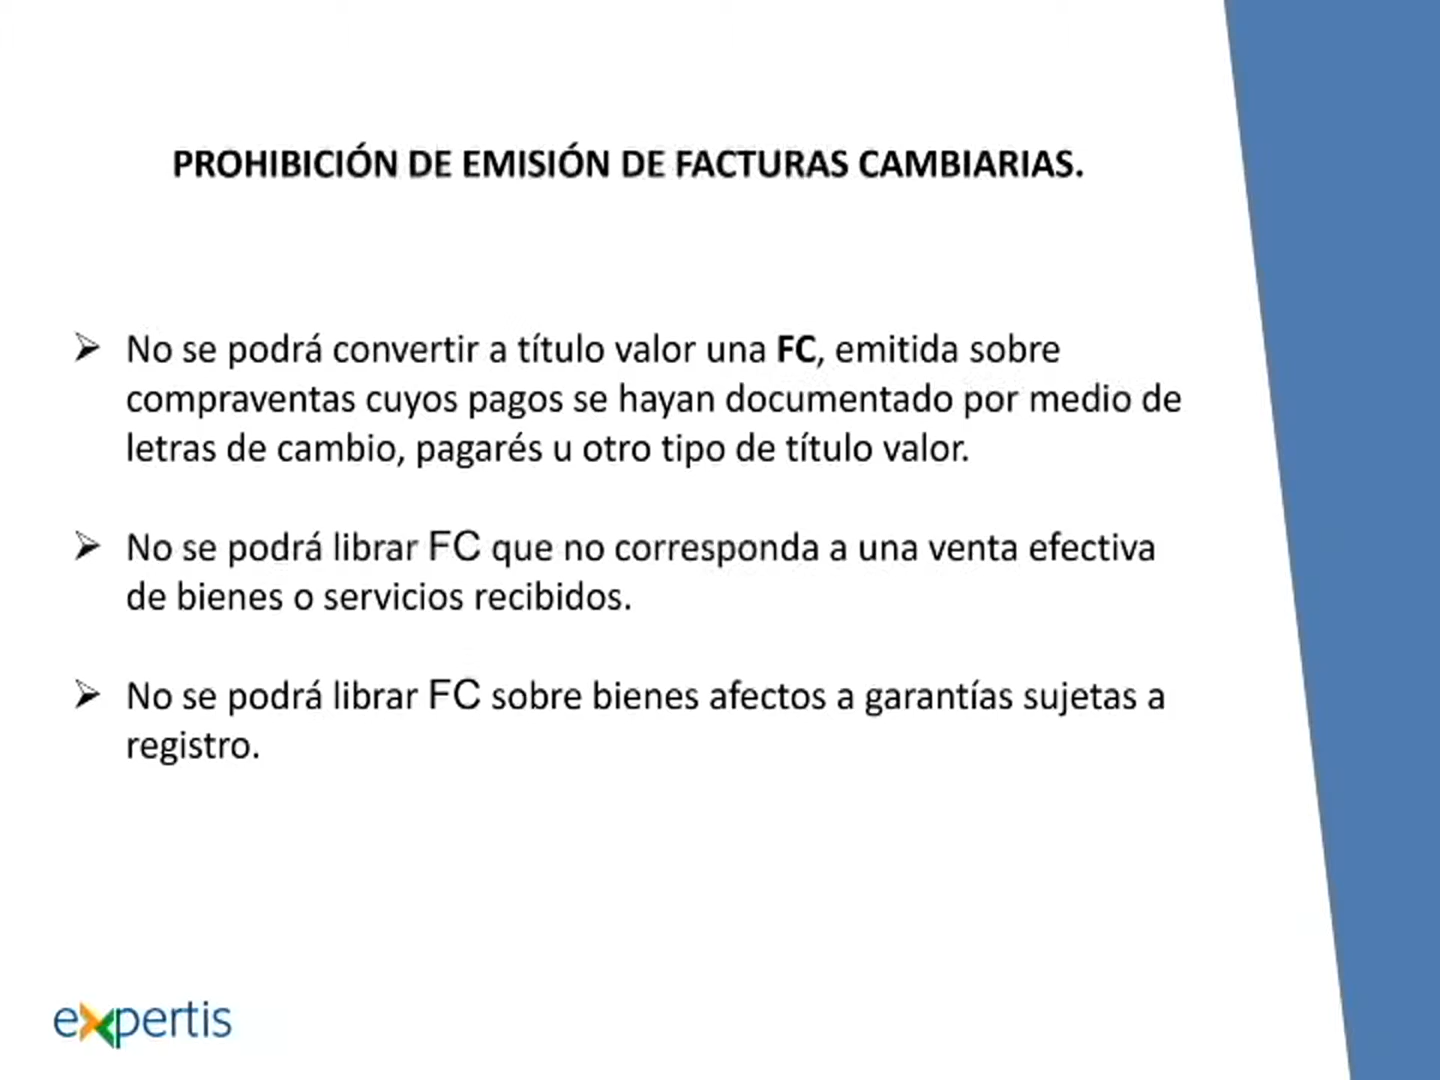 PROHIBICIÓN DE EMISIÓN DE FACTURAS CAMBIARIAS.
No se podrá convertir a título valor una FC, emitida sobre
compraventas cuyos pagos se hayan documentado por medio de
letras de cambio, pagarés u otro tipo de título valor.
No se podrá librar FC que no corresponda a una venta efectiva
de bienes o servicios recibidos.
No se podrá librar FC sobre bienes afectos a garantías sujetas a
registro.
expertis